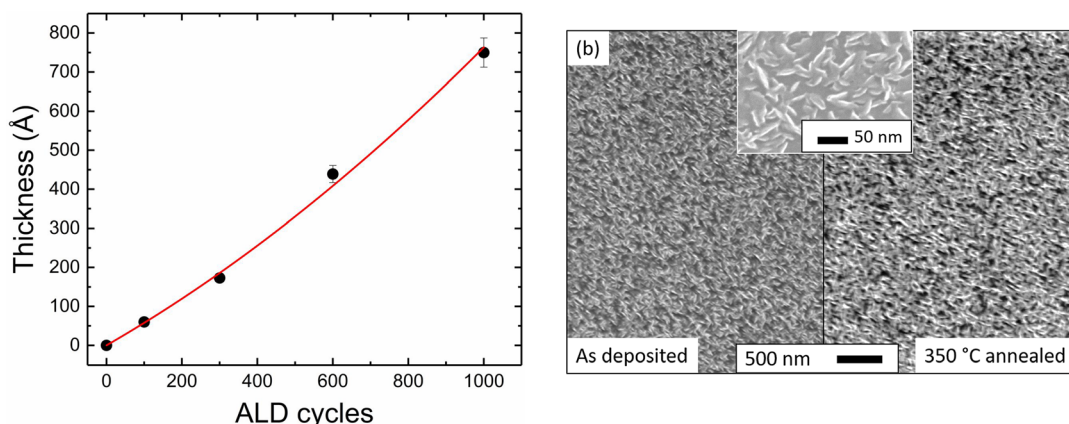 800
700
600
500
400
300
200
100
0
Thickness (Å)
0 200 400 600 800 1000
ALD cycles
(b)
50 nm
As deposited
500 nm
350 °C annealed